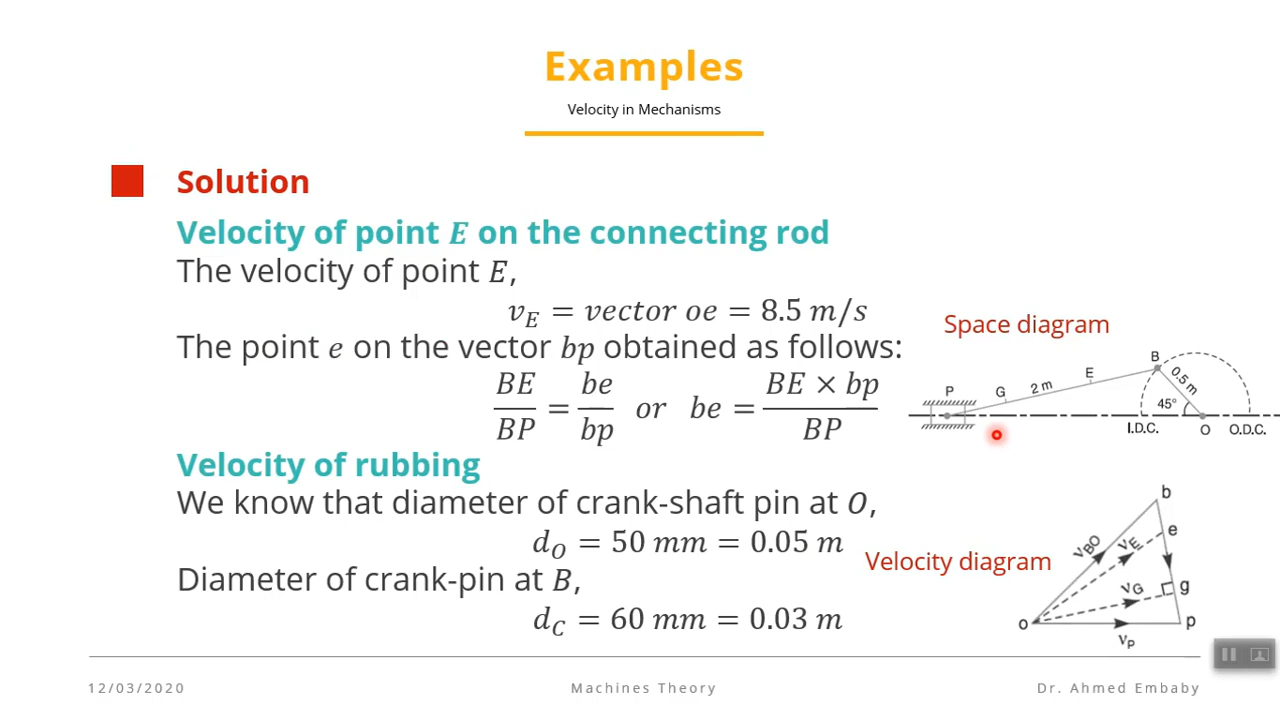 Examples
Velocity in Mechanisms
Solution
Velocity of point E on the connecting rod
The velocity of point E,
v_E = vector oe = 8.5 m/s
The point e on the vector bp obtained as follows:
BE/BP = be/bp or be = BE × bp/BP
Velocity of rubbing
We know that diameter of crank-shaft pin at O,
d_O = 50 mm = 0.05 m
Diameter of crank-pin at B,
d_C = 60 mm = 0.03 m
Space diagram
P
G
2 m
E
B
0.5 m
45°
I.D.C.
O
O.D.C.
Velocity diagram
b
e
g
p
o
v_BO
v_E
v_G
v_P
12/03/2020
Machines Theory
Dr. Ahmed Embaby